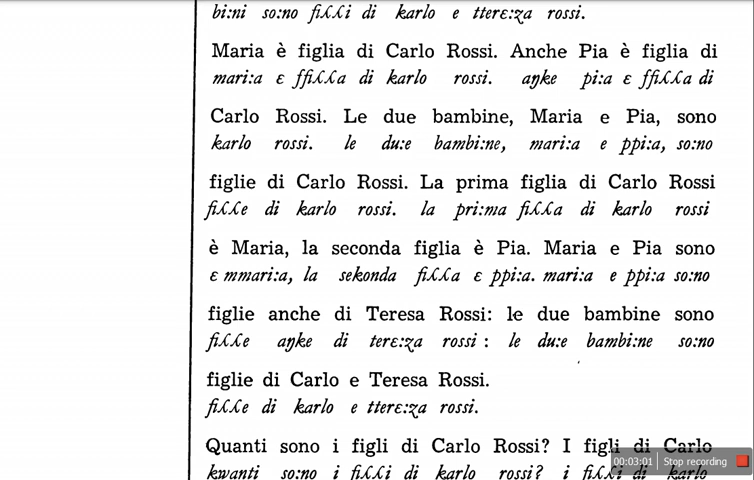 bi:ni so:no fiʎʎi di karlo e ttere:za rossi.
Maria è figlia di Carlo Rossi. Anche Pia è figlia di
mari:a ɛ ffiʎʎa di karlo rossi. aŋke pi:a ɛ ffiʎʎa di
Carlo Rossi. Le due bambine, Maria e Pia, sono
karlo rossi. le du:e bambi:ne, mari:a e ppi:a, so:no
figlie di Carlo Rossi. La prima figlia di Carlo Rossi
fiʎʎe di karlo rossi. la pri:ma fiʎʎa di karlo rossi
è Maria, la seconda figlia è Pia. Maria e Pia sono
ɛ mmari:a, la sekonda fiʎʎa ɛ ppi:a. mari:a e ppi:a so:no
figlie anche di Teresa Rossi: le due bambine sono
fiʎʎe aŋke di terɛ:za rossi : le du:e bambi:ne so:no
figlie di Carlo e Teresa Rossi.
fiʎʎe di karlo e tterɛ:za rossi.
Quanti sono i figli di Carlo Rossi? I figli di Carlo
kwanti so:no i fiʎʎi di karlo rossi? i fiʎʎi di karlo
00:03:01 Stop recording